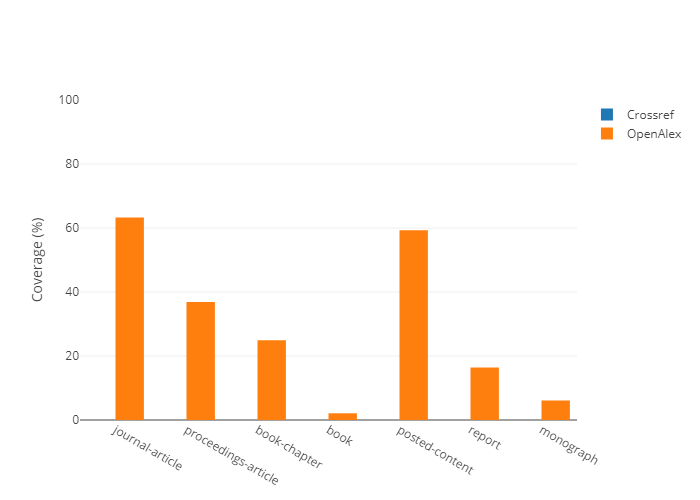 100
80
60
40
20
0
Coverage (%)
journal-article
proceedings-article
book-chapter
book
posted-content
report
monograph
Crossref
OpenAlex